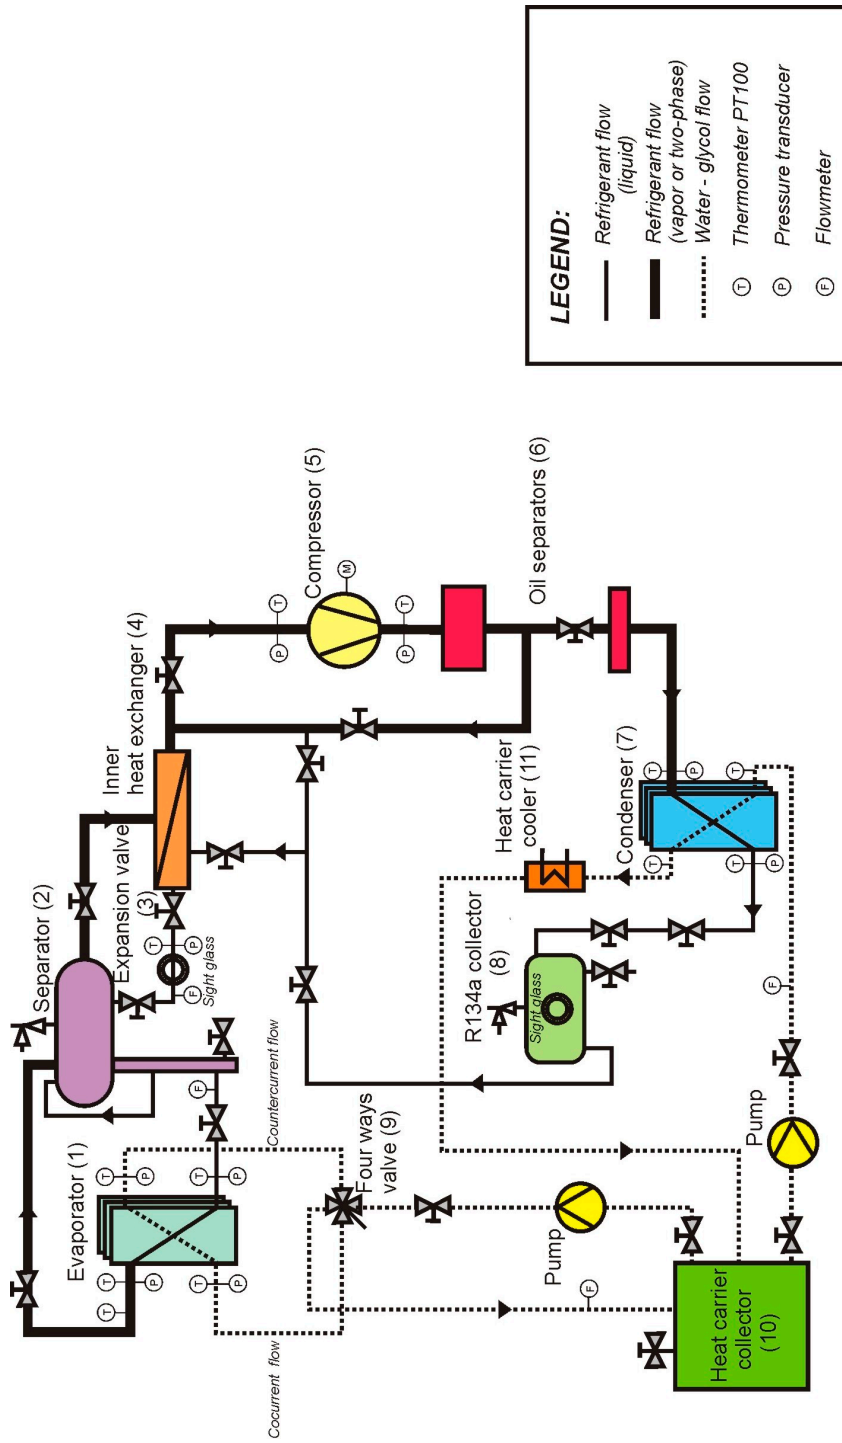 Evaporator (1)
Separator (2)
Expansion valve
(3)
Inner
heat exchanger (4)
Compressor (5)
Oil separators (6)
Condenser (7)
Heat carrier
cooler (11)
R134a collector
(8)
Sight glass
Sight glass
Countercurrent flow
Cocurrent flow
Four ways
valve (9)
Pump
Pump
Heat carrier
collector
(10)
T
P
T
T
P
T
P
T
P
F
F
T
P
P
T
M
P
T
T
P
T
T
P
F
F
LEGEND:
Refrigerant flow
(liquid)
Refrigerant flow
(vapor or two-phase)
Water - glycol flow
T
Thermometer PT100
P
Pressure transducer
F
Flowmeter